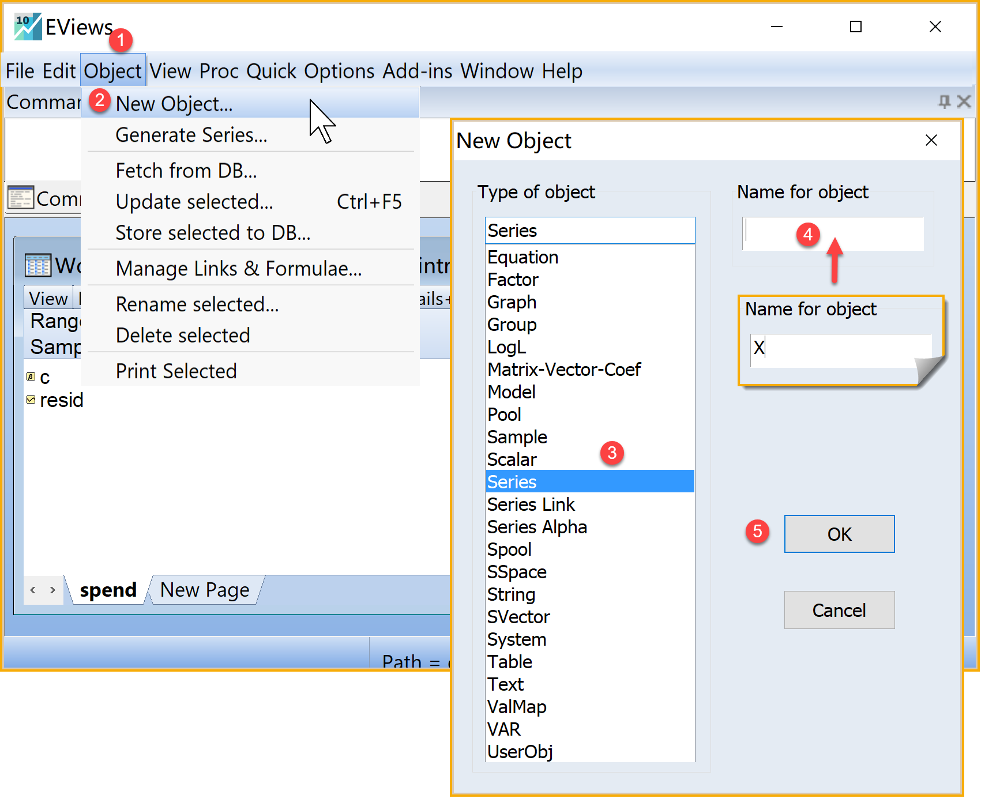 10 EViews
1
File Edit Object View Proc Quick Options Add-ins Window Help
Comman
2 New Object...
Generate Series...
Fetch from DB...
Update selected... Ctrl+F5
Store selected to DB...
Manage Links & Formulae...
Rename selected...
Delete selected
Print Selected
Com
Wo intr
View ails+
Range
Samp
c
resid
spend New Page
Path =
New Object
Type of object
Series
Equation
Factor
Graph
Group
LogL
Matrix-Vector-Coef
Model
Pool
Sample
Scalar
3
Series
Series Link
Series Alpha
Spool
SSpace
String
SVector
System
Table
Text
ValMap
VAR
UserObj
Name for object
4
Name for object
X
5 OK
Cancel